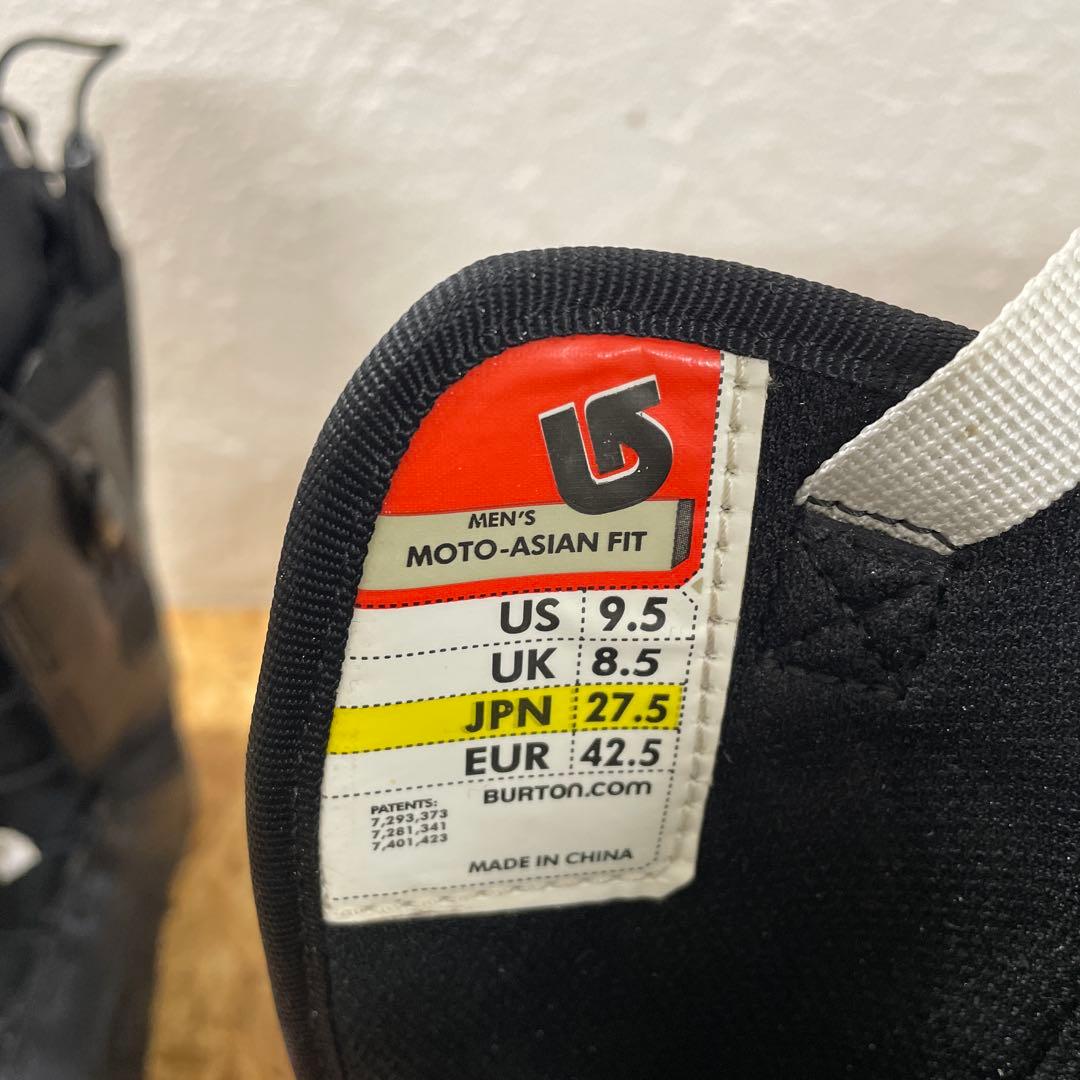 MEN'S
MOTO-ASIAN FIT
US 9.5
UK 8.5
JPN 27.5
EUR 42.5
BURTON.COM
PATENTS:
7,293,373
7,281,341
7,401,423
MADE IN CHINA